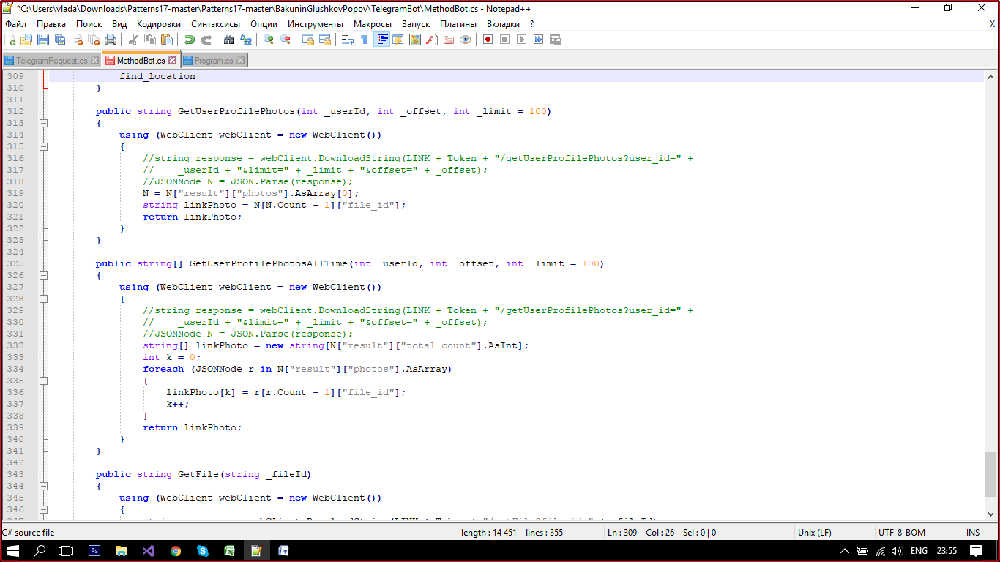 *C:\Users\vlada\Downloads\Patterns17-master\Patterns17-master\BakuninGlushkovPopov\TelegramBot\MethodBot.cs - Notepad++
Файл Правка Поиск Вид Кодировки Синтаксисы Опции Инструменты Макросы Запуск Плагины Вкладки ? X
TelegramRequest.cs MethodBot.cs Program.cs
309 find_location
310 }
311
312 public string GetUserProfilePhotos(int _userId, int _offset, int _limit = 100)
313 {
314 using (WebClient webClient = new WebClient())
315 {
316 //string response = webClient.DownloadString(LINK + Token + "/getUserProfilePhotos?user_id=" +
317 // _userId + "&limit=" + _limit + "&offset=" + _offset);
318 //JSONNode N = JSON.Parse(response);
319 N = N["result"]["photos"].AsArray[0];
320 string linkPhoto = N[N.Count - 1]["file_id"];
321 return linkPhoto;
322 }
323 }
324
325 public string[] GetUserProfilePhotosAllTime(int _userId, int _offset, int _limit = 100)
326 {
327 using (WebClient webClient = new WebClient())
328 {
329 //string response = webClient.DownloadString(LINK + Token + "/getUserProfilePhotos?user_id=" +
330 // _userId + "&limit=" + _limit + "&offset=" + _offset);
331 //JSONNode N = JSON.Parse(response);
332 string[] linkPhoto = new string[N["result"]["total_count"].AsInt];
333 int k = 0;
334 foreach (JSONNode r in N["result"]["photos"].AsArray)
335 {
336 linkPhoto[k] = r[r.Count - 1]["file_id"];
337 k++;
338 }
339 return linkPhoto;
340 }
341 }
342
343 public string GetFile(string _fileId)
344 {
345 using (WebClient webClient = new WebClient())
346 {
C# source file length : 14 451 lines : 355 Ln : 309 Col : 26 Sel : 0 | 0 Unix (LF) UTF-8-BOM INS
Ps ENG 23:55